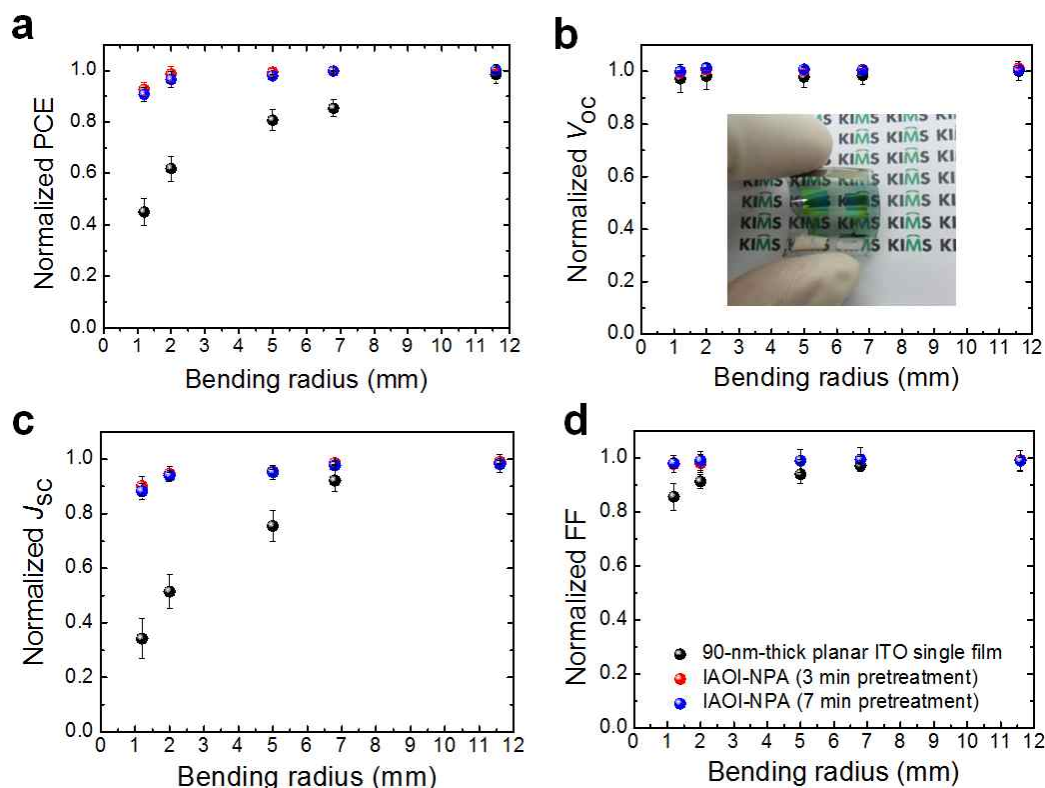 a
Normalized PCE
1.0
0.8
0.6
0.4
0.2
0.0
0 1 2 3 4 5 6 7 8 9 10 11 12
Bending radius (mm)
b
Normalized VOC
1.0
0.8
0.6
0.4
0.2
0.0
KIMS KIMS KIMS
KIMS KIMS
KIMS KIMS
KIMS KIMS KIMS
KIMS KIMS KIMS
KIMS KIMS
KIMS KIMS
0 1 2 3 4 5 6 7 8 9 10 11 12
Bending radius (mm)
c
Normalized JSC
1.0
0.8
0.6
0.4
0.2
0.0
0 1 2 3 4 5 6 7 8 9 10 11 12
Bending radius (mm)
d
Normalized FF
1.0
0.8
0.6
0.4
0.2
0.0
90-nm-thick planar ITO single film
IAOI-NPA (3 min pretreatment)
IAOI-NPA (7 min pretreatment)
0 1 2 3 4 5 6 7 8 9 10 11 12
Bending radius (mm)